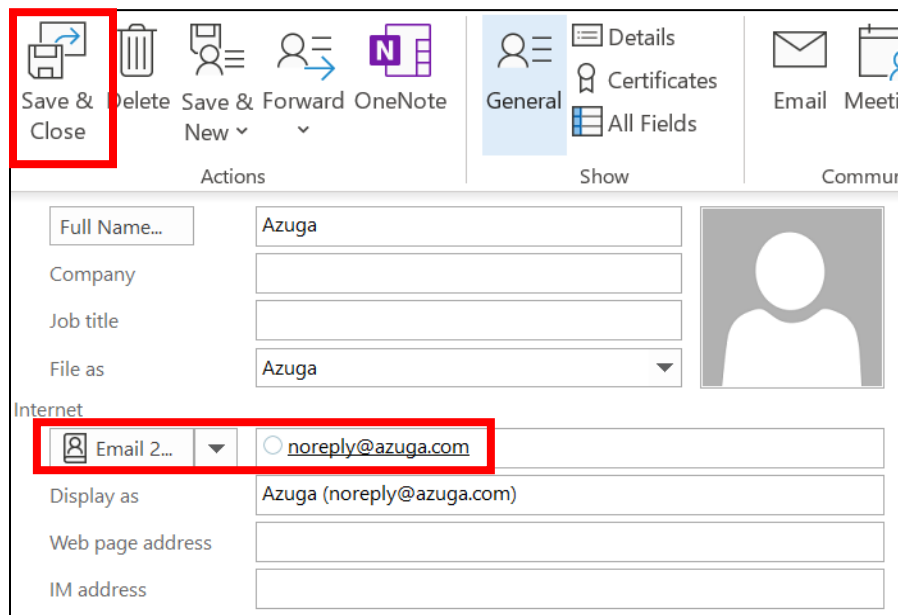 Save & Close
Delete
Save & New
Forward
OneNote
Actions
General
Details
Certificates
All Fields
Show
Email
Meeti
Commun
Full Name...
Azuga
Company
Job title
File as
Azuga
Internet
Email 2...
noreply@azuga.com
Display as
Azuga (noreply@azuga.com)
Web page address
IM address